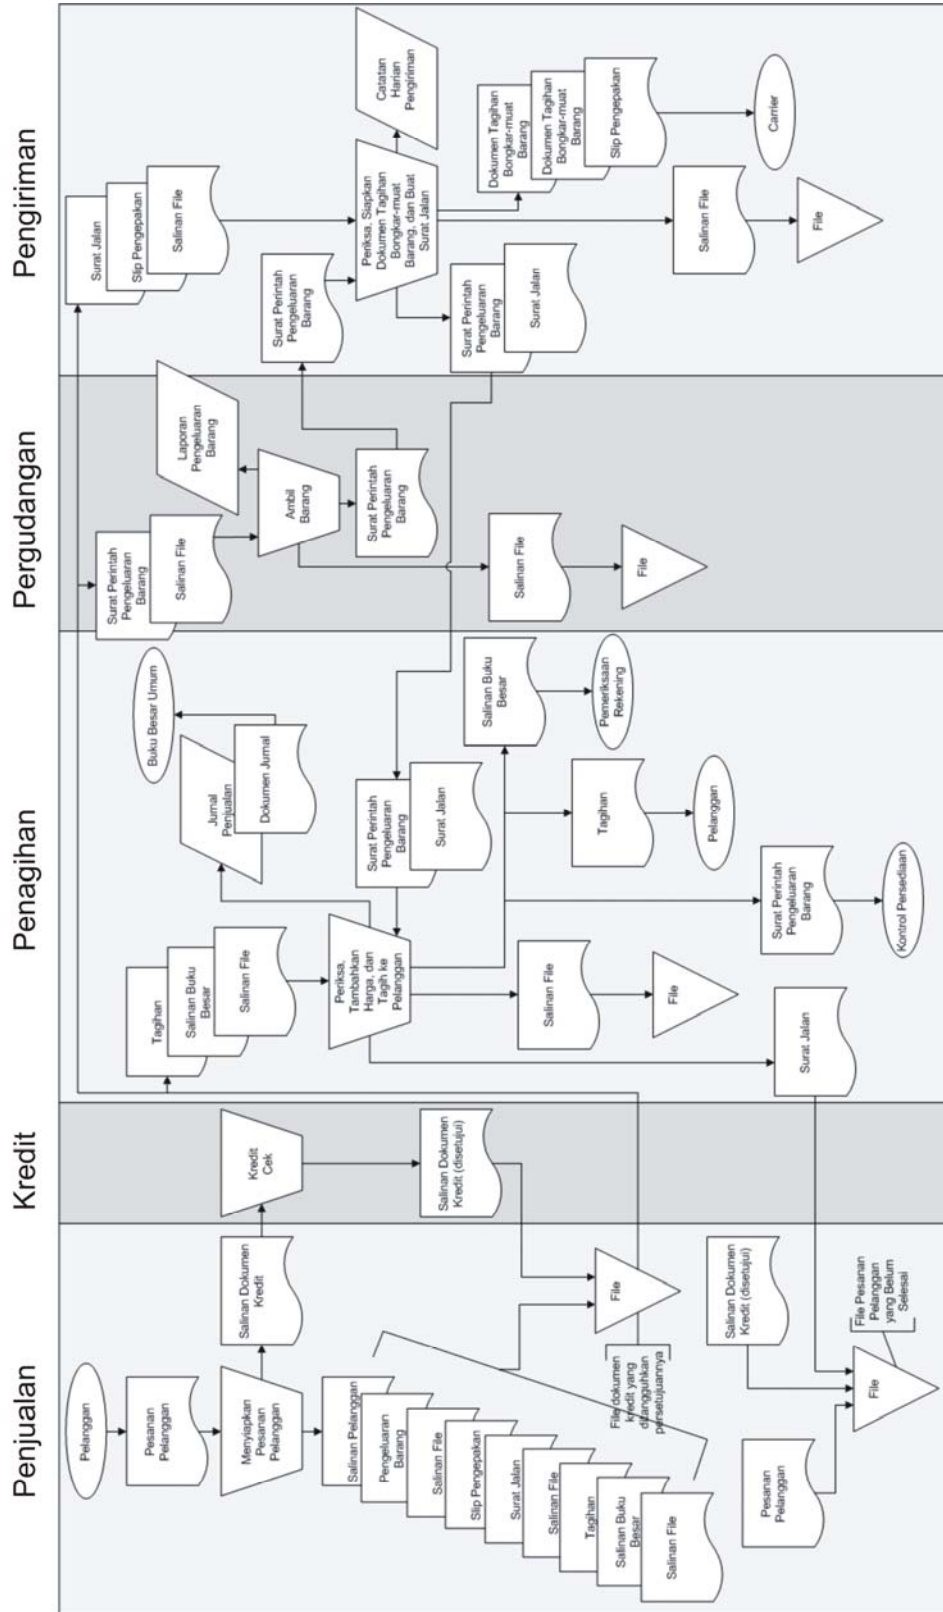 Penjualan
Kredit
Penagihan
Pergudangan
Pengiriman
Pelanggan
Pesanan
Pelanggan
Menyiapkan
Pesanan
Pelanggan
Salinan Dokumen
Kredit
Salinan Pelanggan
Pengeluaran
Barang
Salinan File
Slip Pengepakan
Surat Jalan
Salinan File
Tagihan
Salinan Buku
Besar
Salinan File
File
File dokumen
kredit yang
ditangguhkan
persetujuannya
Pesanan
Pelanggan
Salinan Dokumen
Kredit (disetujui)
File
File Pesanan
Pelanggan
yang Belum
Selesai
Kredit
Cek
Salinan Dokumen
Kredit (disetujui)
Tagihan
Salinan Buku
Besar
Salinan File
Buku Besar Umum
Jurnal
Penjualan
Dokumen Jurnal
Periksa,
Tambahkan
Harga, dan
Tagih ke
Pelanggan
Surat Perintah
Pengeluaran
Barang
Surat Jalan
Salinan Buku
Besar
Pemeriksaan
Rekening
Tagihan
Pelanggan
Salinan File
File
Surat Perintah
Pengeluaran
Barang
Kontrol Persediaan
Surat Jalan
Surat Perintah
Pengeluaran
Barang
Salinan File
Laporan
Pengeluaran
Barang
Ambil
Barang
Surat Perintah
Pengeluaran
Barang
Salinan File
File
Surat Jalan
Slip Pengepakan
Salinan File
Surat Perintah
Pengeluaran
Barang
Periksa, Siapkan
Dokumen Tagihan
Bongkar-muat
Barang, dan Buat
Surat Jalan
Catatan
Harian
Pengiriman
Surat Perintah
Pengeluaran
Barang
Surat Jalan
Dokumen Tagihan
Bongkar-muat
Barang
Dokumen Tagihan
Bongkar-muat
Barang
Slip Pengepakan
Carrier
Salinan File
File